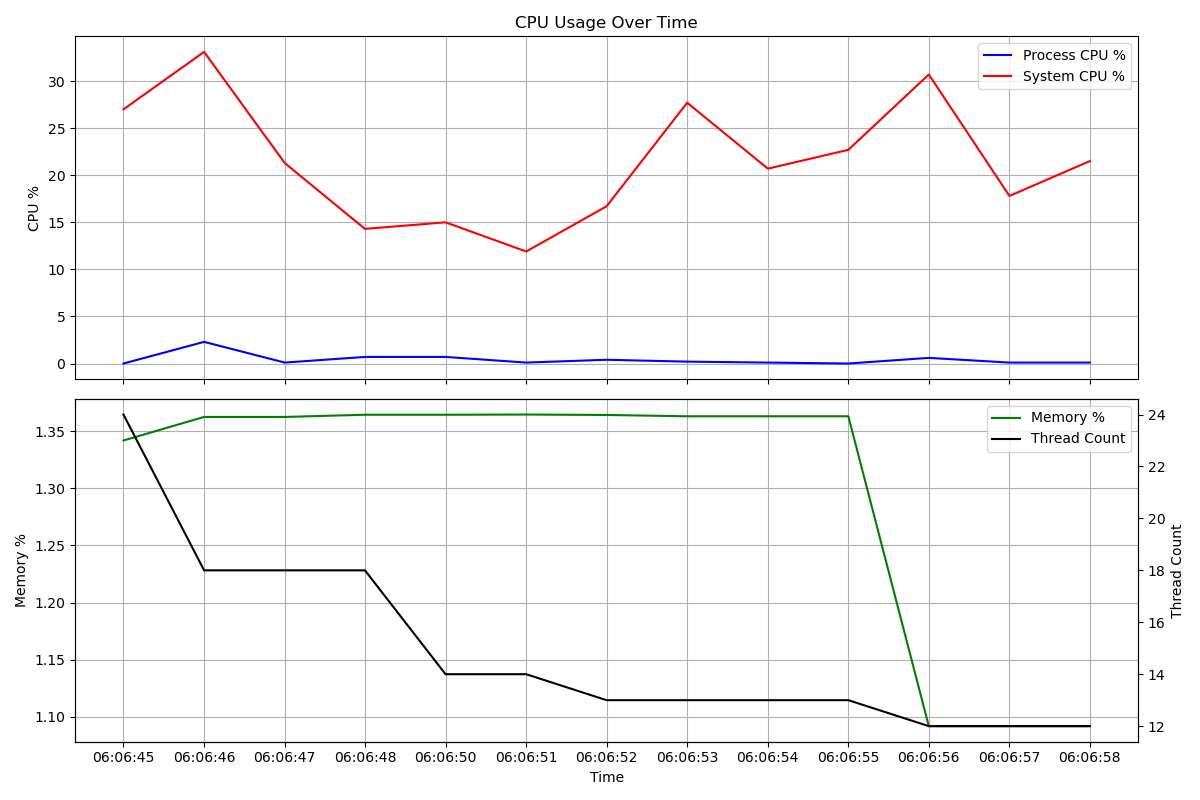 CPU Usage Over Time
Process CPU %
System CPU %
CPU %
30
25
20
15
10
5
0
Memory %
Thread Count
Memory %
1.35
1.30
1.25
1.20
1.15
1.10
24
22
20
18
16
14
12
Thread Count
06:06:45 06:06:46 06:06:47 06:06:48 06:06:50 06:06:51 06:06:52 06:06:53 06:06:54 06:06:55 06:06:56 06:06:57 06:06:58
Time